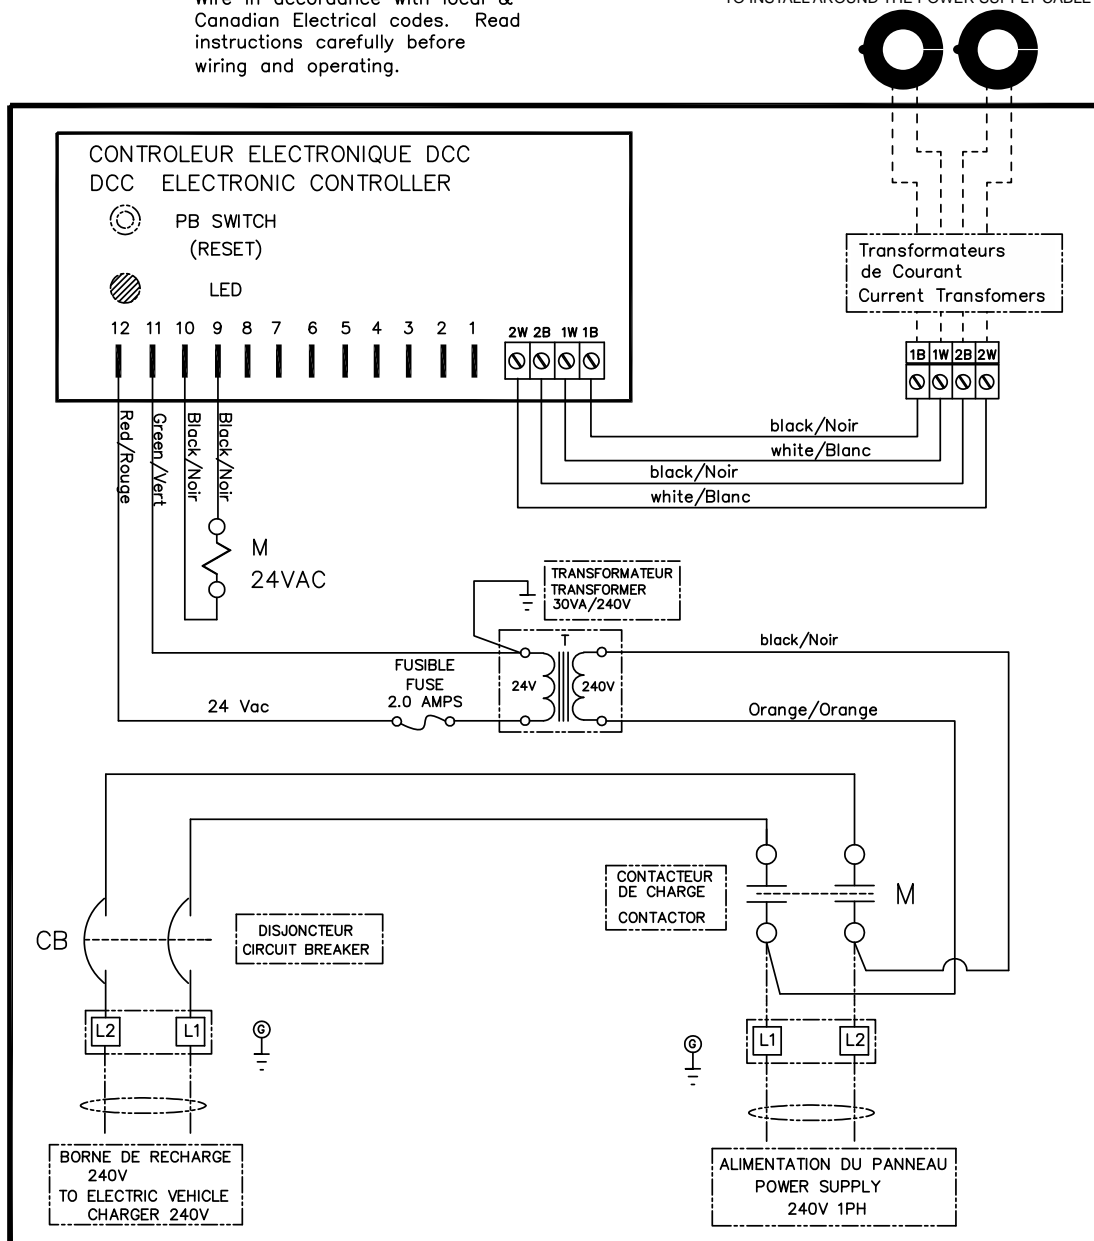 wire in accordance with local &
Canadian Electrical codes. Read
instructions carefully before
wiring and operating.
TO INSTALL AROUND THE POWER SUPPLY CABLE
CONTROLEUR ELECTRONIQUE DCC
DCC ELECTRONIC CONTROLLER
PB SWITCH
(RESET)
LED
12 11 10 9 8 7 6 5 4 3 2 1
2W 2B 1W 1B
Transformateurs
de Courant
Current Transfomers
1B 1W 2B 2W
Red/Rouge
Green/Vert
Black/Noir
Black/Noir
black/Noir
white/Blanc
black/Noir
white/Blanc
M
24VAC
TRANSFORMATEUR
TRANSFORMER
30VA/240V
T
24V
240V
FUSIBLE
FUSE
2.0 AMPS
24 Vac
black/Noir
Orange/Orange
CONTACTEUR
DE CHARGE
CONTACTOR
M
CB
DISJONCTEUR
CIRCUIT BREAKER
L2 L1
G
G
L1 L2
BORNE DE RECHARGE
240V
TO ELECTRIC VEHICLE
CHARGER 240V
ALIMENTATION DU PANNEAU
POWER SUPPLY
240V 1PH